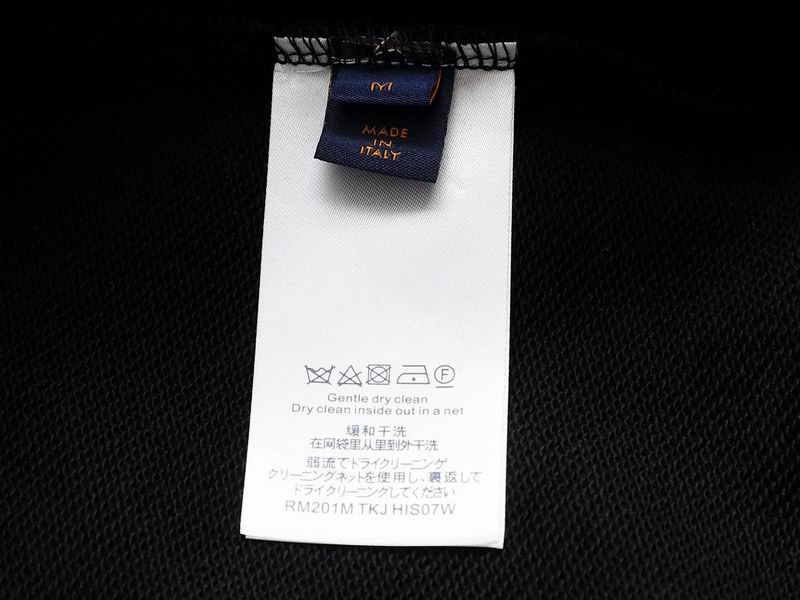 M
MADE
IN
ITALY
F
Gentle dry clean
Dry clean inside out in a net
缓和干洗
在网袋里从里到外干洗
弱流でドライクリーニング
クリーニングネットを使用し、裏返して
ドライクリーニングしてください
RM201M TKJ HIS07W